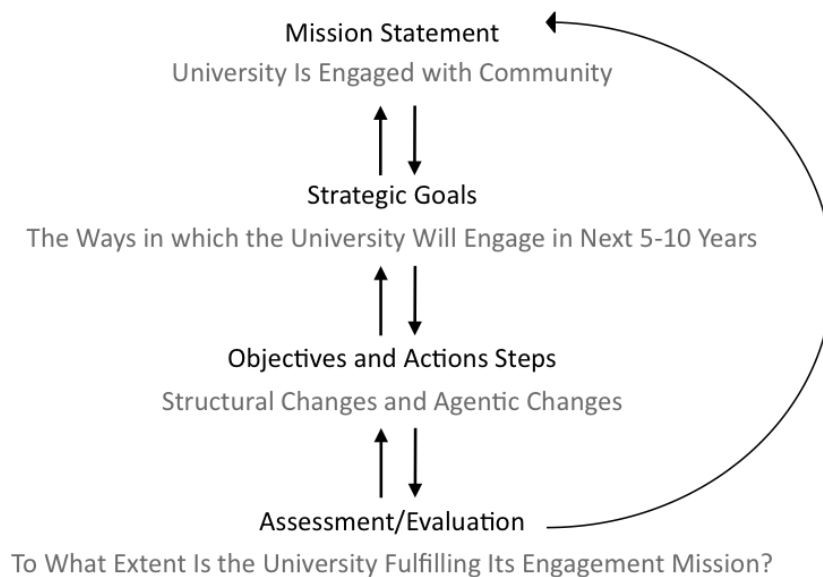 Mission Statement
University Is Engaged with Community
Strategic Goals
The Ways in which the University Will Engage in Next 5-10 Years
Objectives and Actions Steps
Structural Changes and Agentic Changes
Assessment/Evaluation
To What Extent Is the University Fulfilling Its Engagement Mission?